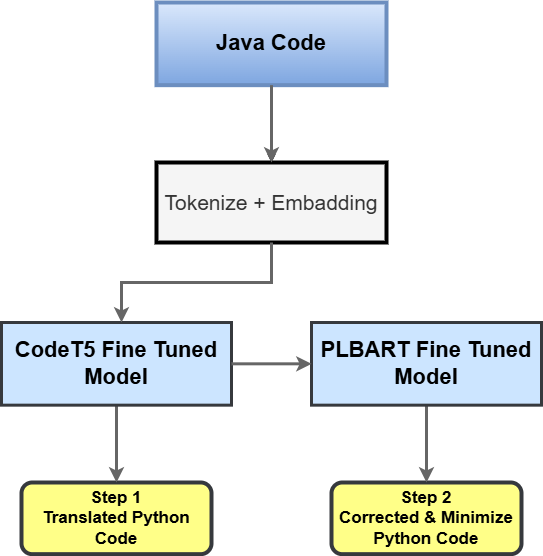 Java Code
Tokenize + Embadding
CodeT5 Fine Tuned
Model
PLBART Fine Tuned
Model
Step 1
Translated Python
Code
Step 2
Corrected & Minimize
Python Code